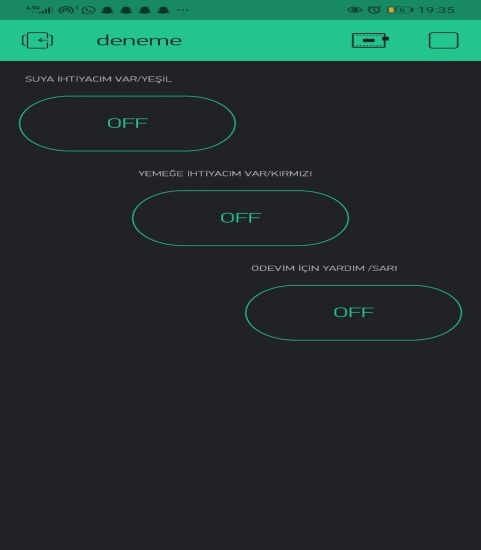 19:35
deneme
SUYA İHTİYACIM VAR/YEŞİL
OFF
YEMEĞE İHTİYACIM VAR/KIRMIZI
OFF
ÖDEVİM İÇİN YARDIM /SARI
OFF